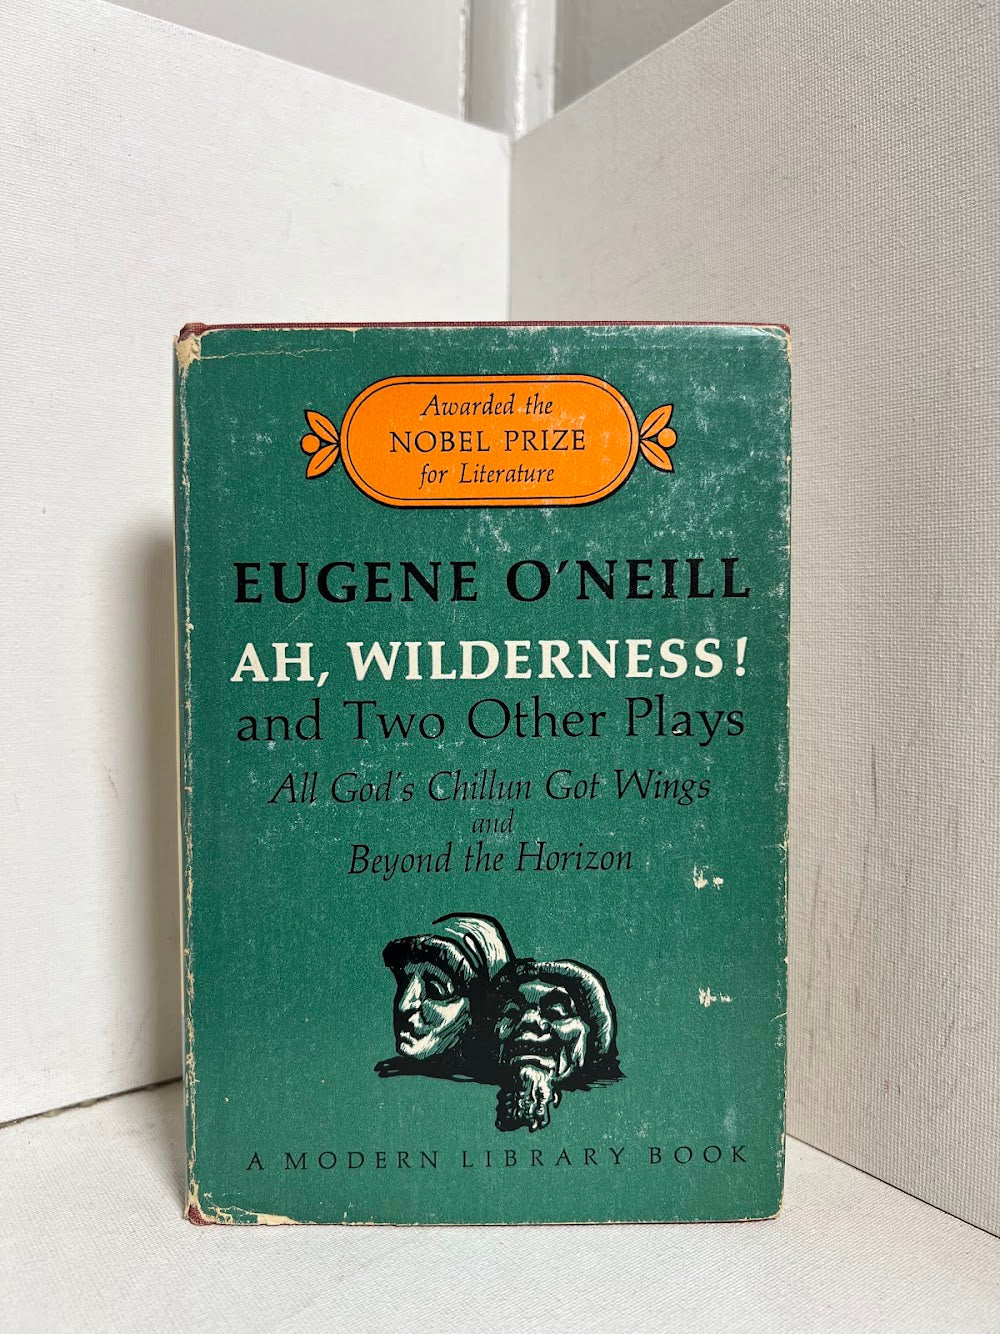 Awarded the
NOBEL PRIZE
for Literature
EUGENE O'NEILL
AH, WILDERNESS!
and Two Other Plays
All God's Chillun Got Wings
and
Beyond the Horizon
A MODERN LIBRARY BOOK